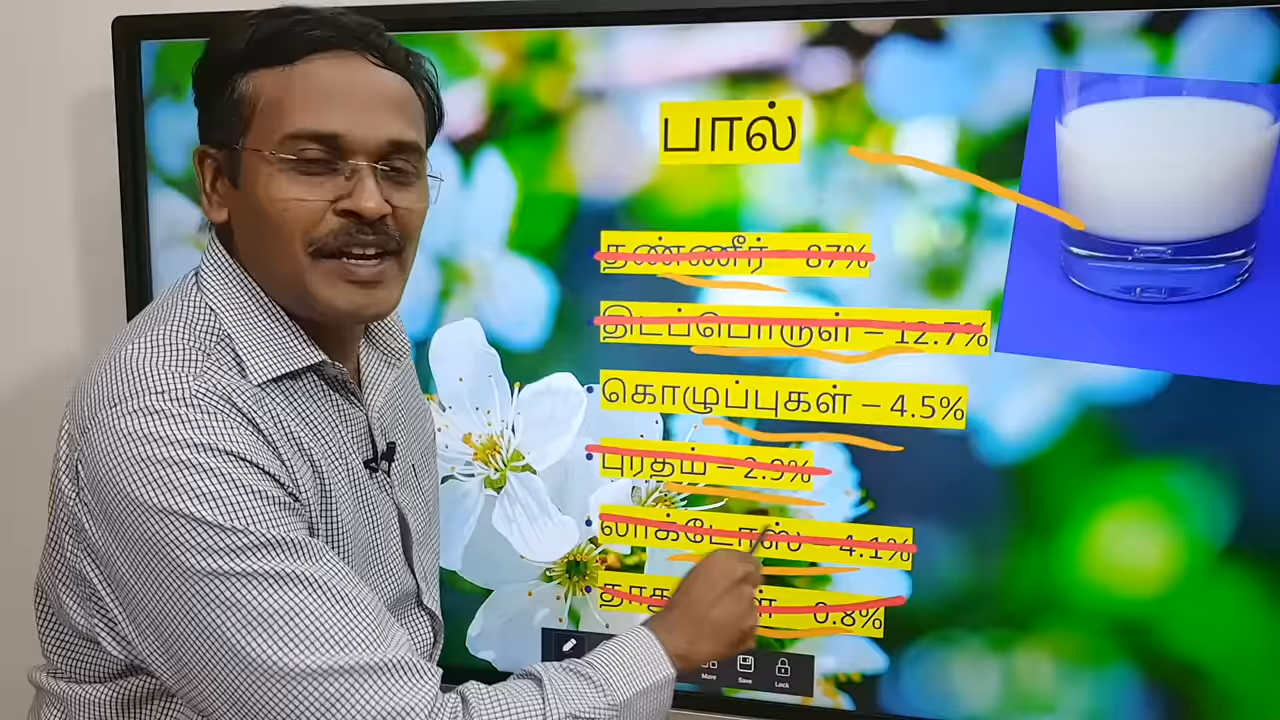 பால்
தண்ணீர் – 87%
திடப்பொருள் – 12.7%
கொழுப்புகள் – 4.5%
புரதம் – 2.9%
லாக்டோஸ் – 4.1%
0.8%
More Save Lock